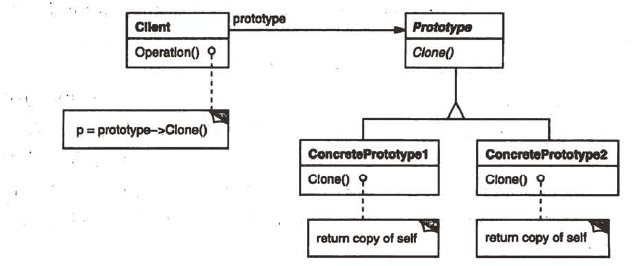 Client
Operation()
prototype
Prototype
Clone()
p = prototype->Clone()
ConcretePrototype1
Clone()
ConcretePrototype2
Clone()
return copy of self
return copy of self